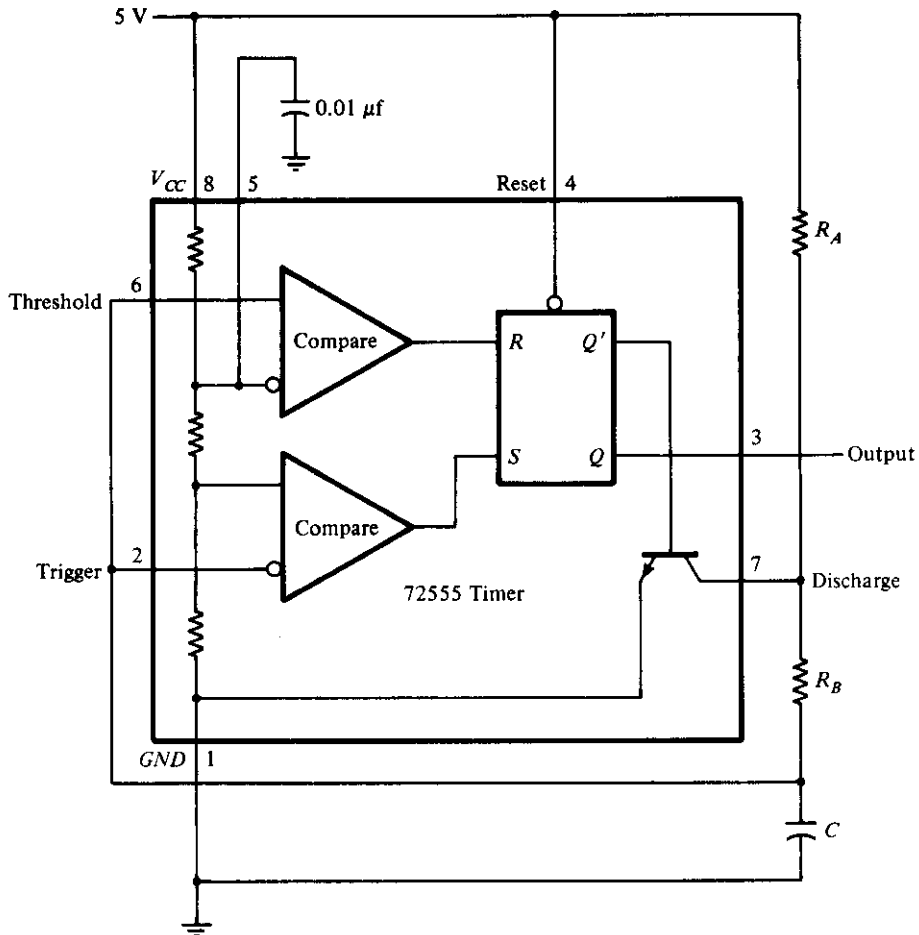 5 V
0.01 μf
V_CC 8 5 Reset 4
R_A
Threshold 6
Compare
R Q'
S Q
3 Output
Compare
Trigger 2
72555 Timer
7 Discharge
R_B
GND 1
C